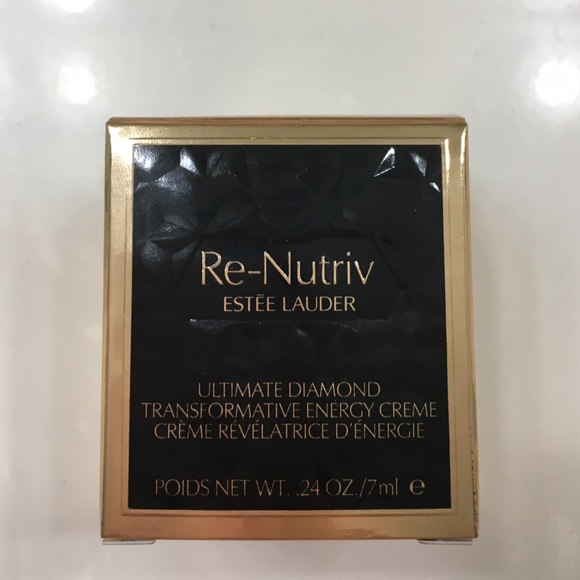 Re-Nutriv
ESTĒE LAUDER
ULTIMATE DIAMOND
TRANSFORMATIVE ENERGY CREME
CRÈME RÉVÉLATRICE D'ÉNERGIE
POIDS NET WT. .24 OZ./7ml ℮